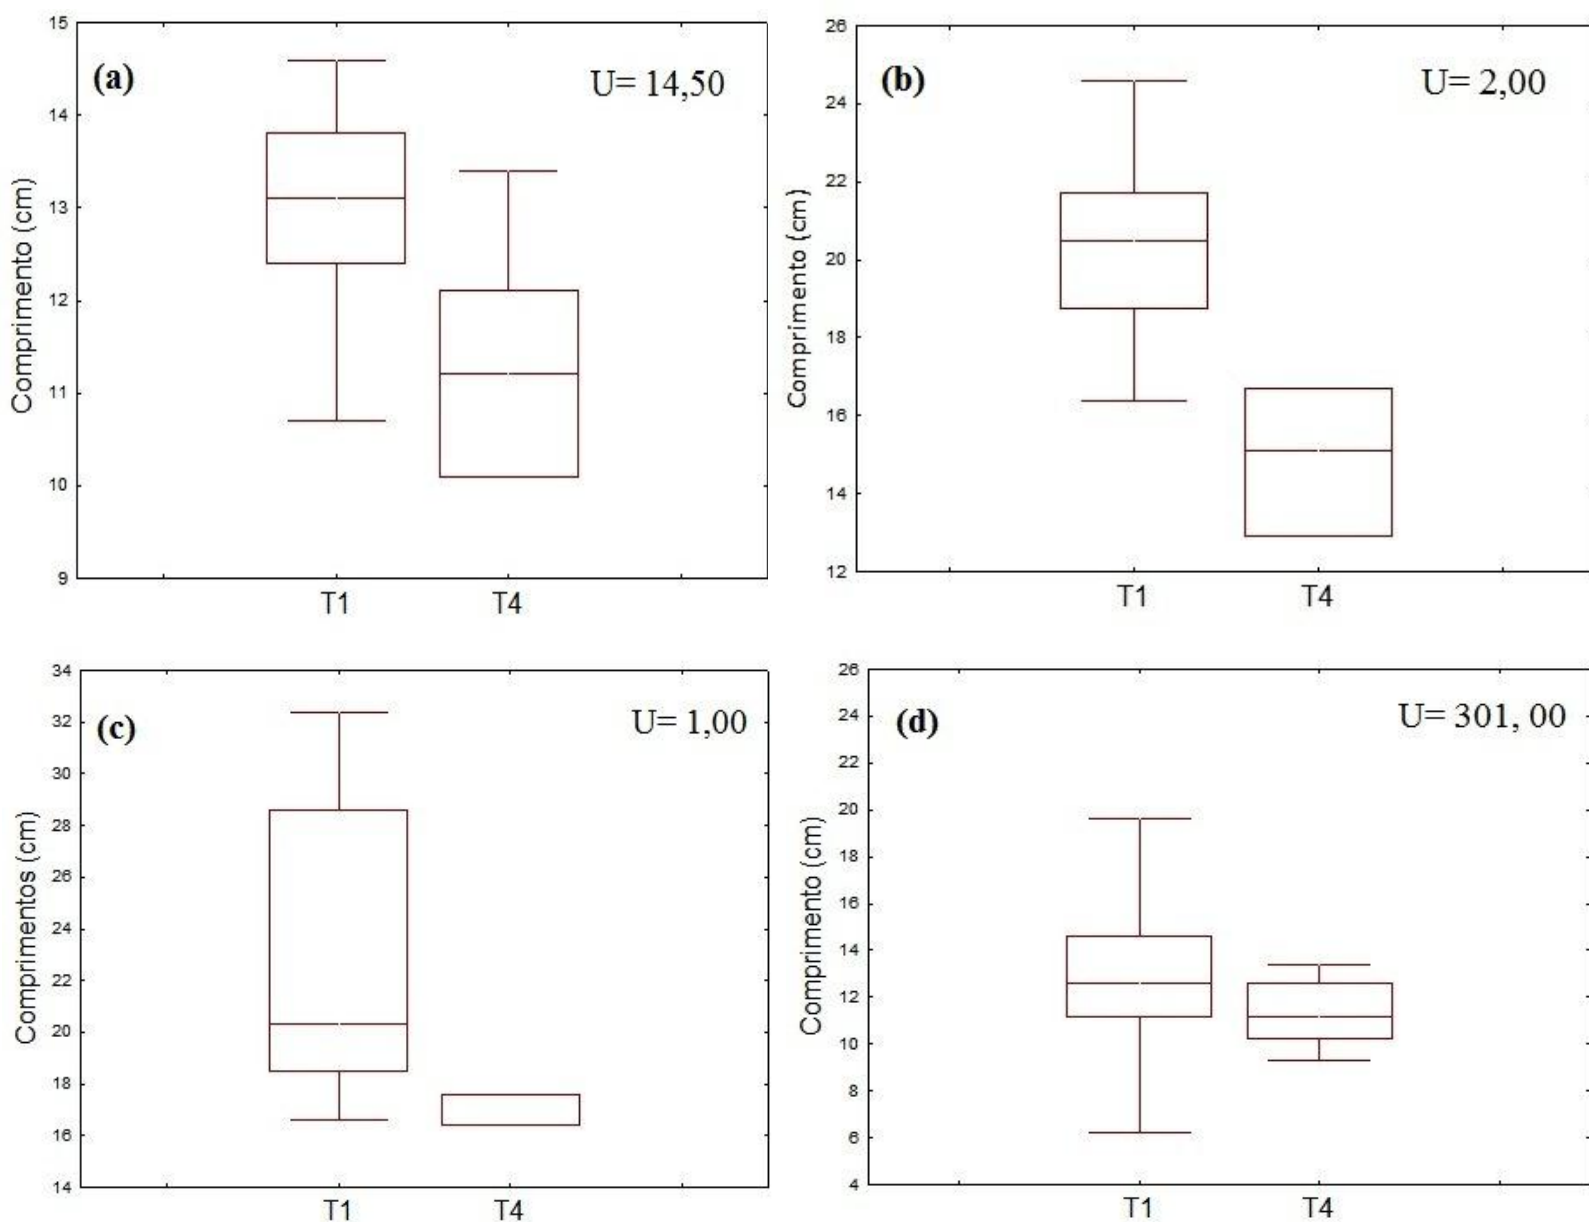 (a)
U= 14,50
Comprimento (cm)
15
14
13
12
11
10
9
T1
T4
(b)
U= 2,00
Comprimento (cm)
26
24
22
20
18
16
14
12
T1
T4
(c)
U= 1,00
Comprimentos (cm)
34
32
30
28
26
24
22
20
18
16
14
T1
T4
(d)
U= 301, 00
Comprimento (cm)
26
24
22
20
18
16
14
12
10
8
6
4
T1
T4